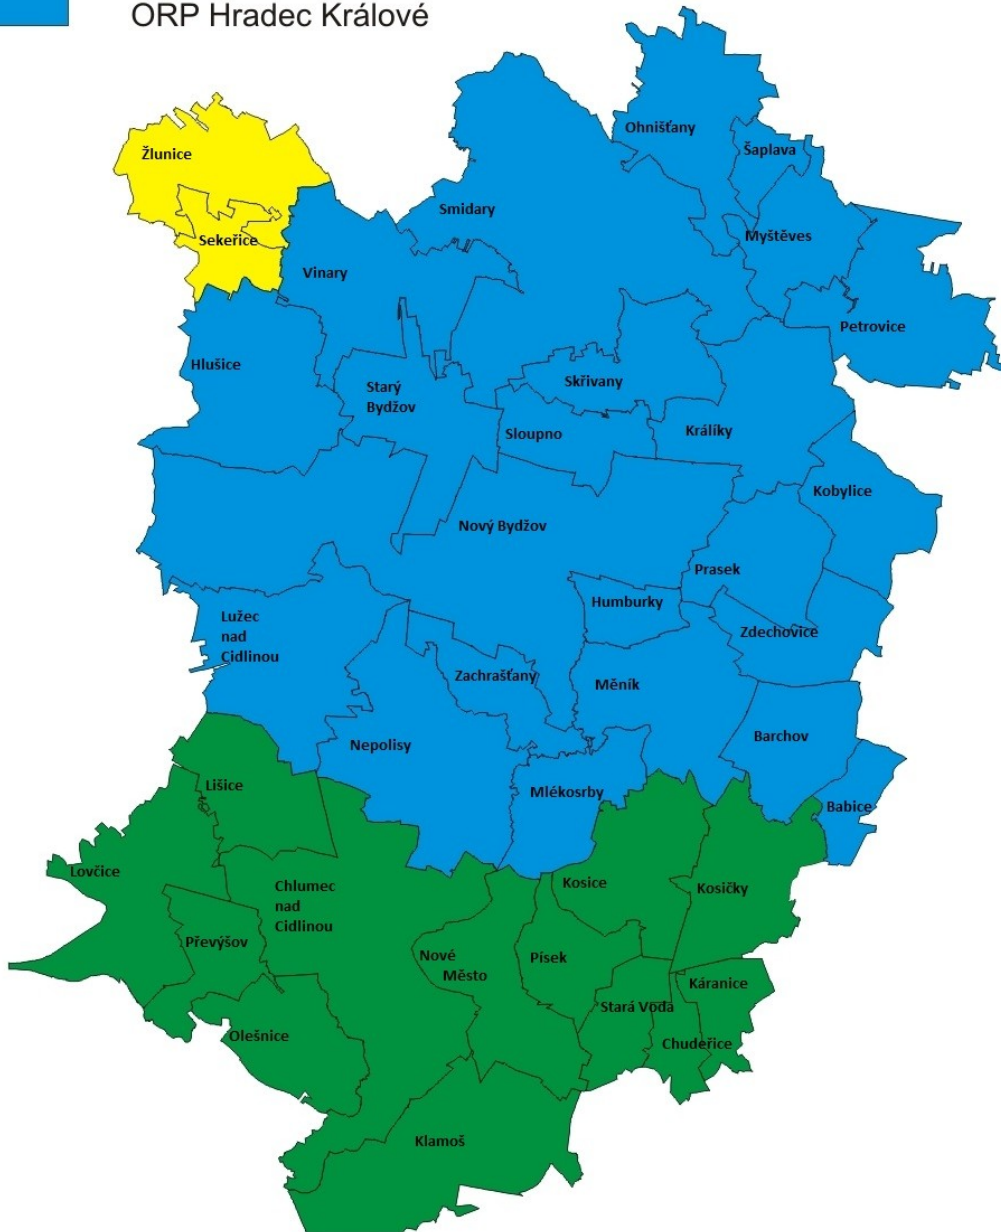 ORP Hradec Králové
Ohnišťany
Žlunice
Šaplava
Smidary
Sekeřice
Myštěves
Vinary
Petrovice
Hlušice
Skřivany
Starý
Bydžov
Sloupno
Králíky
Kobylice
Nový Bydžov
Prasek
Humburky
Lužec
nad
Cidlinou
Zdechovice
Zachrašťany
Měník
Nepolisy
Barchov
Lišice
Mlékosrby
Babice
Lovčice
Chlumec
nad
Cidlinou
Kosice
Kosičky
Převýšov
Nové
Město
Písek
Káranice
Stará Voda
Olešnice
Chudeřice
Klamoš